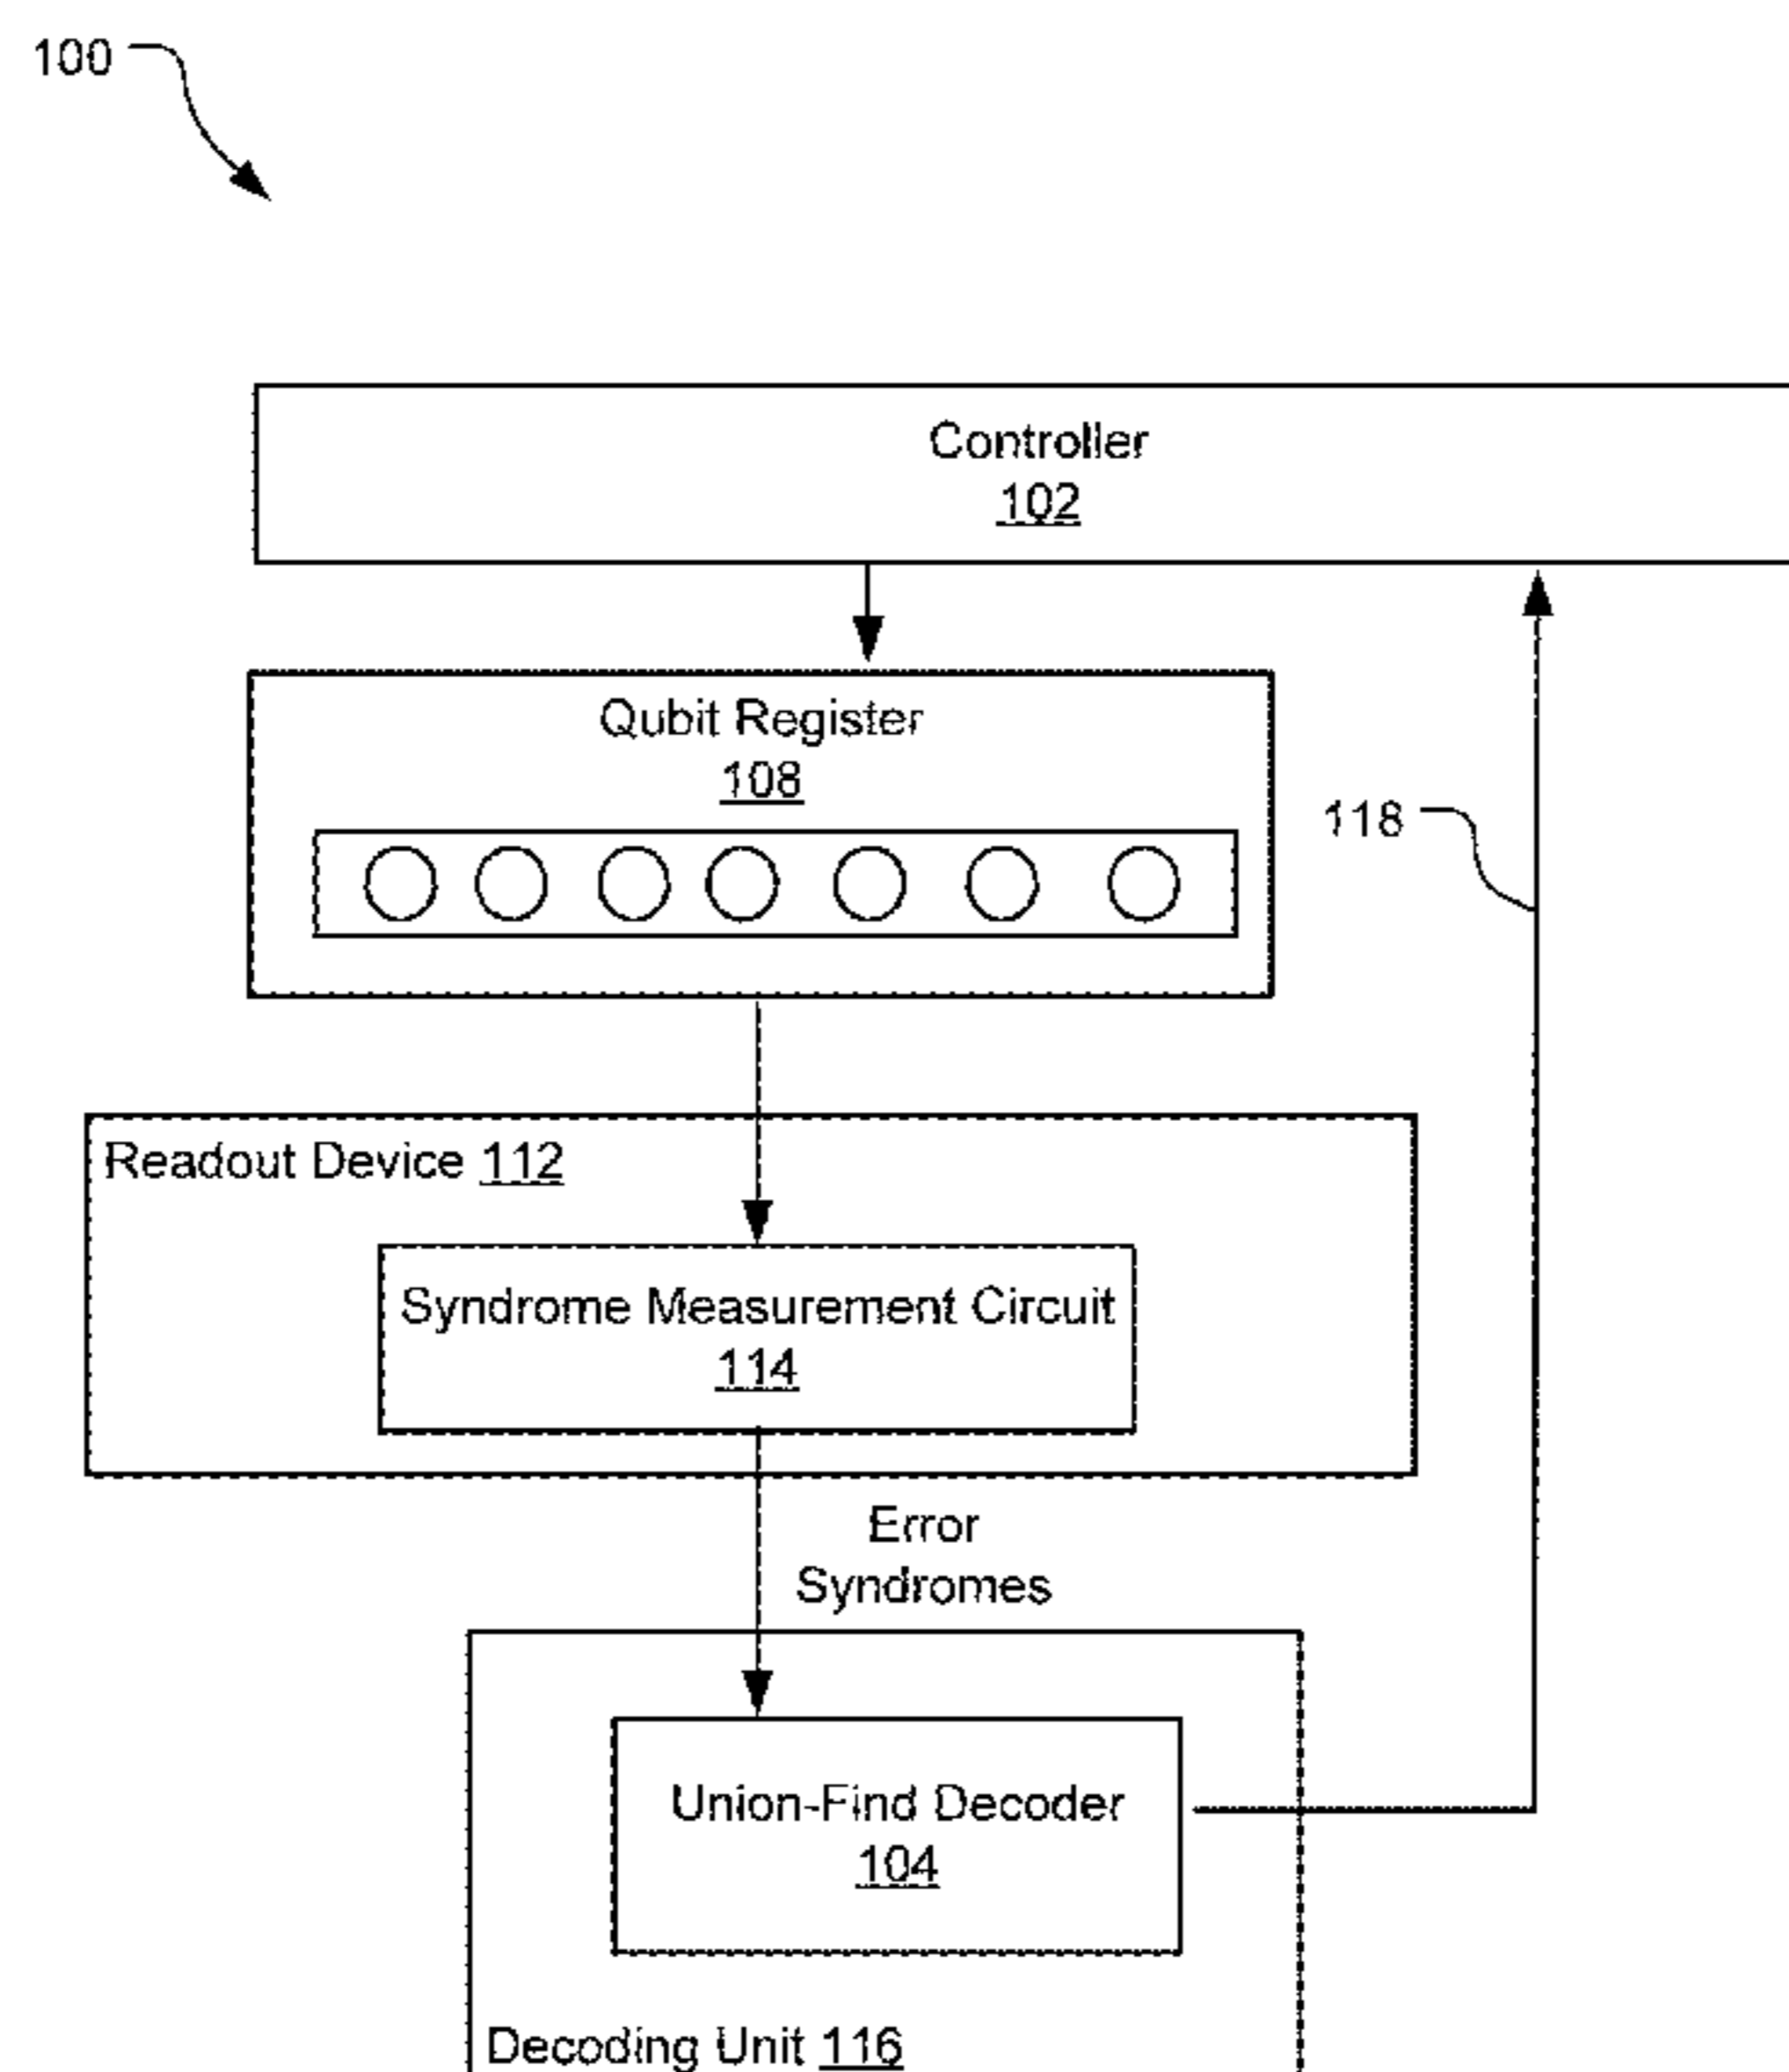 100
Controller
102
Qubit Register
108
118
Readout Device 112
Syndrome Measurement Circuit
114
Error
Syndromes
Union-Find Decoder
104
Decoding Unit 116